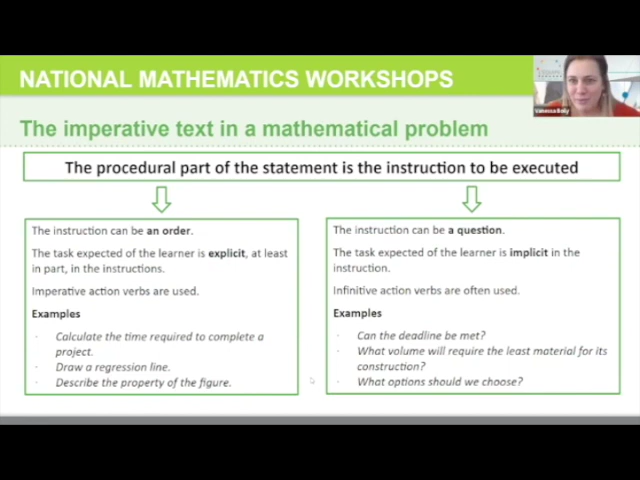 NATIONAL MATHEMATICS WORKSHOPS
Vanessa Boily
The imperative text in a mathematical problem
The procedural part of the statement is the instruction to be executed
The instruction can be an order.
The task expected of the learner is explicit, at least
in part, in the instructions.
Imperative action verbs are used.
Examples
· Calculate the time required to complete a
project.
· Draw a regression line.
· Describe the property of the figure.
The instruction can be a question.
The task expected of the learner is implicit in the
instruction.
Infinitive action verbs are often used.
Examples
· Can the deadline be met?
· What volume will require the least material for its
construction?
· What options should we choose?